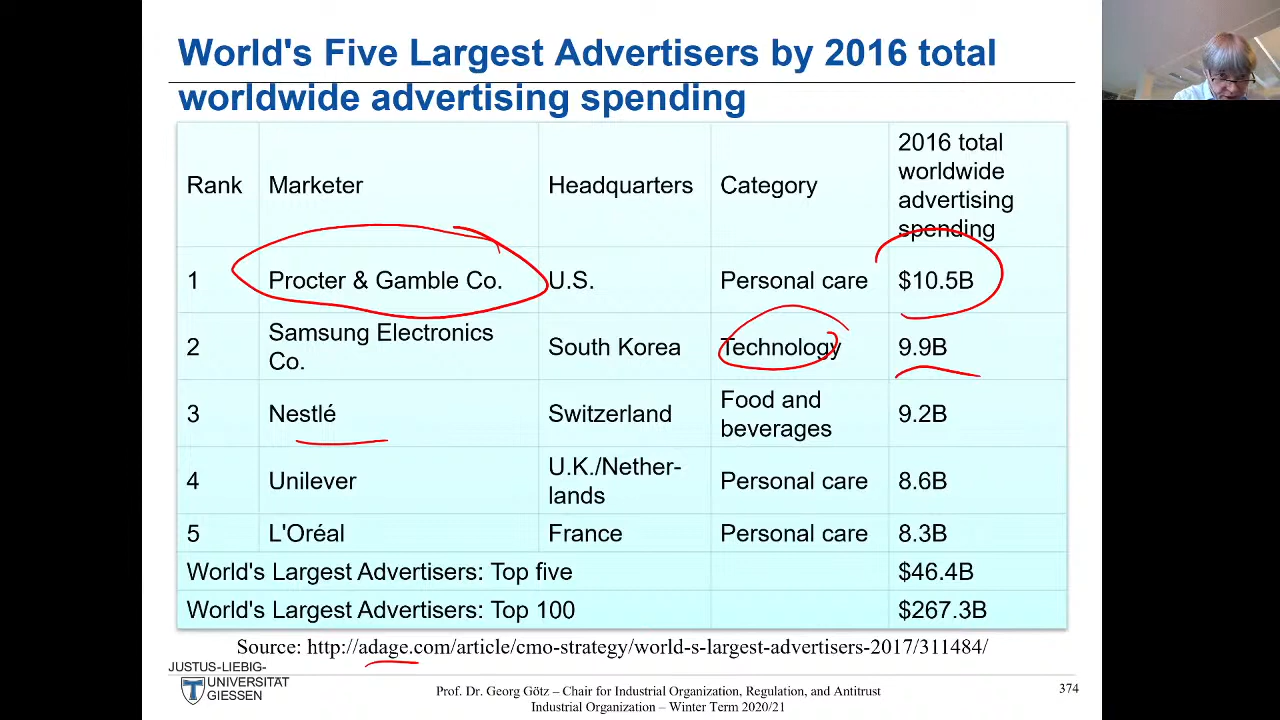 World's Five Largest Advertisers by 2016 total
worldwide advertising spending
Rank Marketer Headquarters Category 2016 total
worldwide
advertising
spending
1 Procter & Gamble Co. U.S. Personal care $10.5B
2 Samsung Electronics
Co. South Korea Technology 9.9B
3 Nestlé Switzerland Food and
beverages 9.2B
4 Unilever U.K./Nether-
lands Personal care 8.6B
5 L'Oréal France Personal care 8.3B
World's Largest Advertisers: Top five $46.4B
World's Largest Advertisers: Top 100 $267.3B
Source: http://adage.com/article/cmo-strategy/world-s-largest-advertisers-2017/311484/
JUSTUS-LIEBIG-
UNIVERSITÄT
GIESSEN
Prof. Dr. Georg Götz – Chair for Industrial Organization, Regulation, and Antitrust
Industrial Organization – Winter Term 2020/21
374